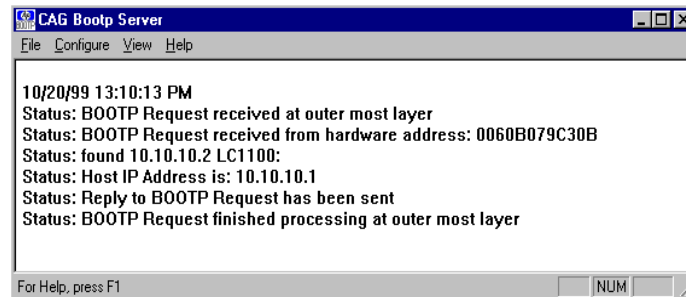 CAG Bootp Server
File Configure View Help
10/20/99 13:10:13 PM
Status: BOOTP Request received at outer most layer
Status: BOOTP Request received from hardware address: 0060B079C30B
Status: found 10.10.10.2 LC1100:
Status: Host IP Address is: 10.10.10.1
Status: Reply to BOOTP Request has been sent
Status: BOOTP Request finished processing at outer most layer
For Help, press F1 NUM